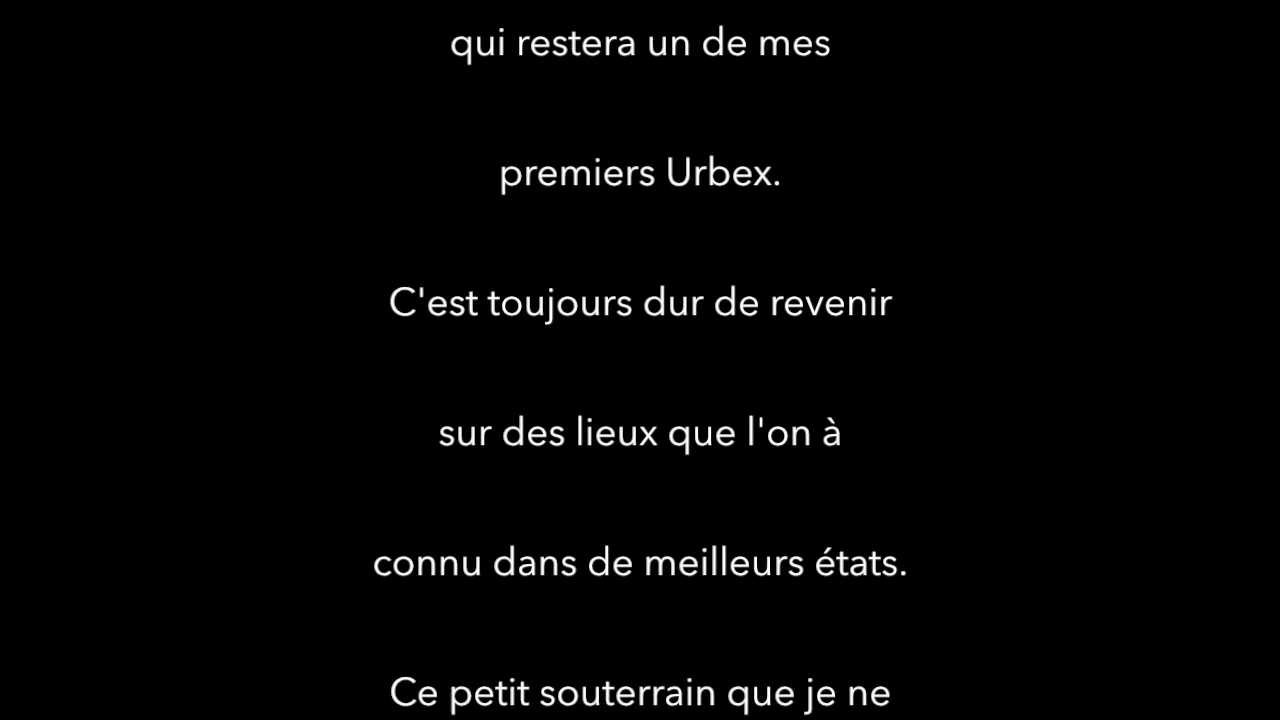 qui restera un de mes
premiers Urbex.
C'est toujours dur de revenir
sur des lieux que l'on à
connu dans de meilleurs états.
Ce petit souterrain que je ne